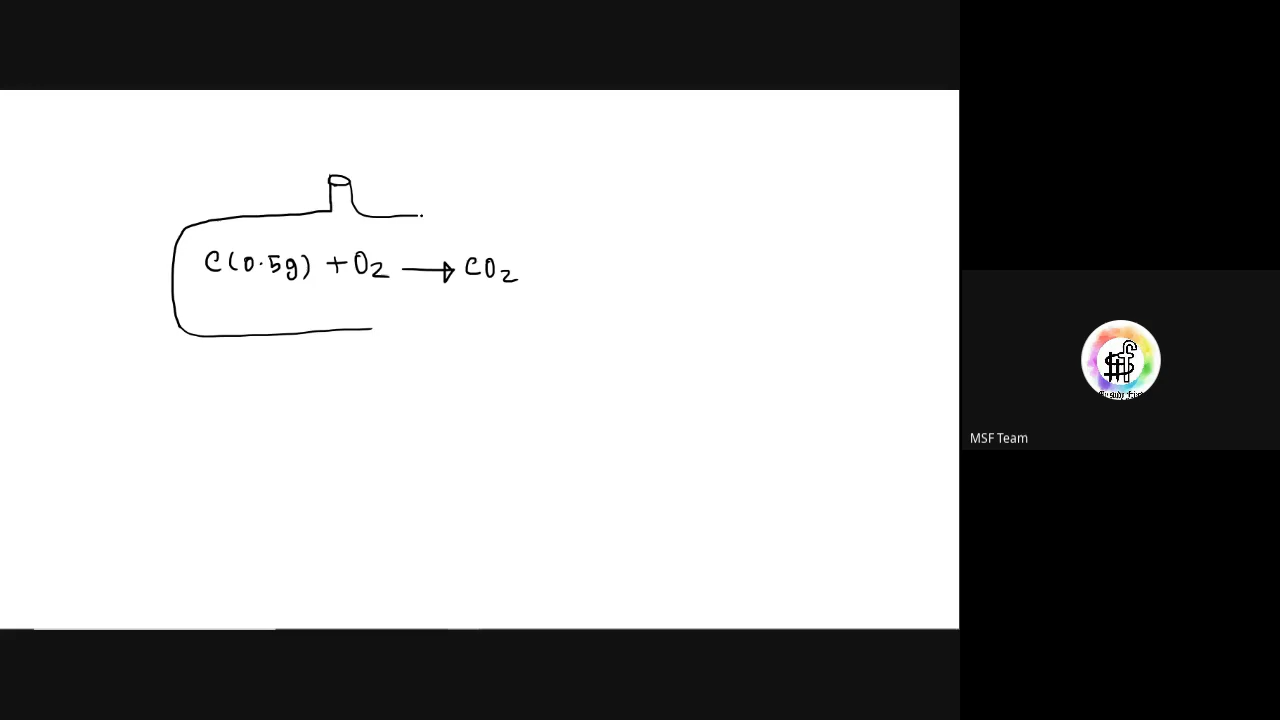 C(0.5g) + O₂ → CO₂
MSF Team